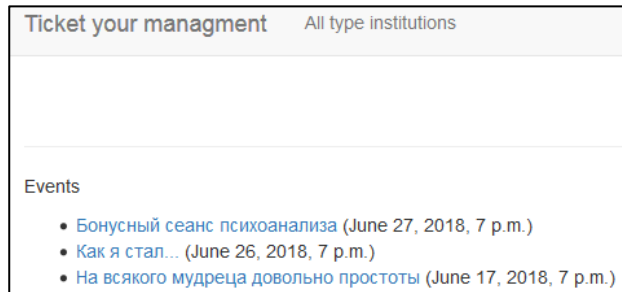 Ticket your managment All type institutions
Events
Бонусный сеанс психоанализа (June 27, 2018, 7 p.m.)
Как я стал... (June 26, 2018, 7 p.m.)
На всякого мудреца довольно простоты (June 17, 2018, 7 p.m.)